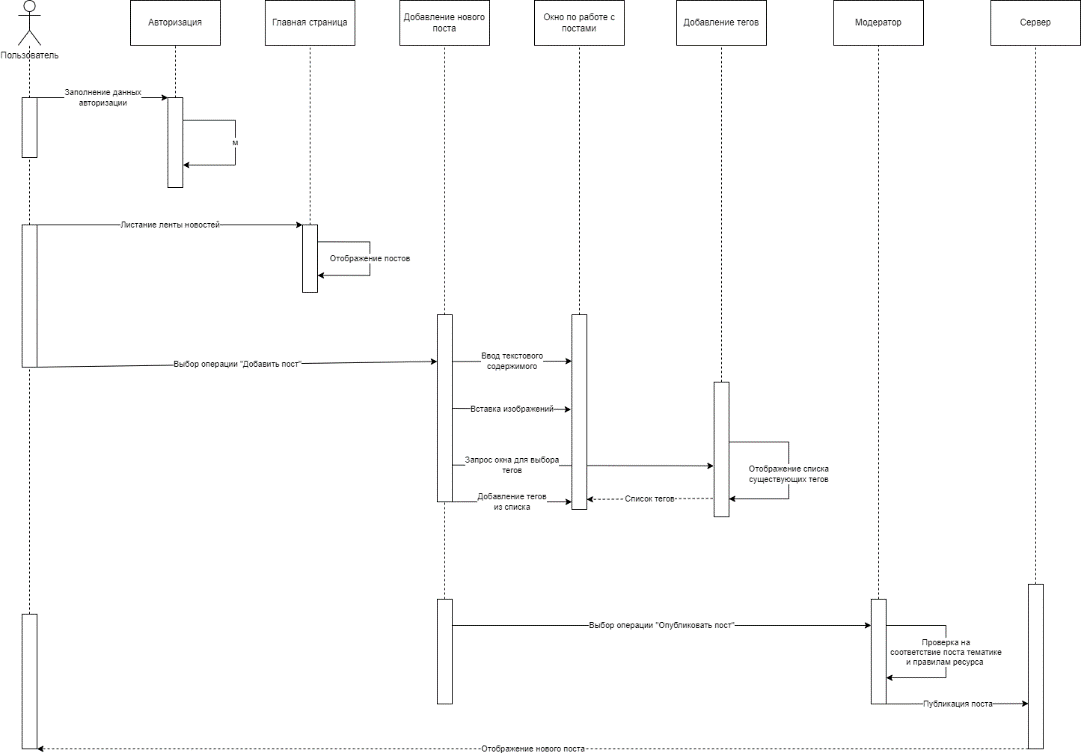 Авторизация
Главная страница
Добавление нового
поста
Окно по работе с
постами
Добавление тегов
Модератор
Сервер
Пользователь
Заполнение данных
авторизации
м
Листание ленты новостей
Отображение постов
Выбор операции "Добавить пост"
Ввод текстового
содержимого
Вставка изображений
Запрос окна для выбора
тегов
Отображение списка
существующих тегов
Добавление тегов
из списка
Список тегов
Выбор операции "Опубликовать пост"
Проверка на
соответствие поста тематике
и правилам ресурса
Публикация поста
Отображение нового поста